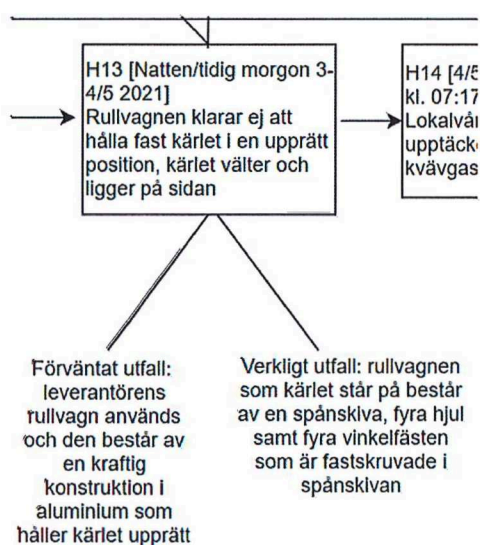 H13 [Natten/tidig morgon 3-
4/5 2021]
Rullvagnen klarar ej att
hålla fast kärlet i en upprätt
position, kärlet välter och
ligger på sidan
H14 [4/5
kl. 07:17
Lokalvår
upptäck
kvävgas
Förväntat utfall:
leverantörens
rullvagn används
och den består av
en kraftig
konstruktion i
aluminium som
håller kärlet upprätt
Verkligt utfall: rullvagnen
som kärlet står på består
av en spånskiva, fyra hjul
samt fyra vinkelfästen
som är fastskruvade i
spånskivan